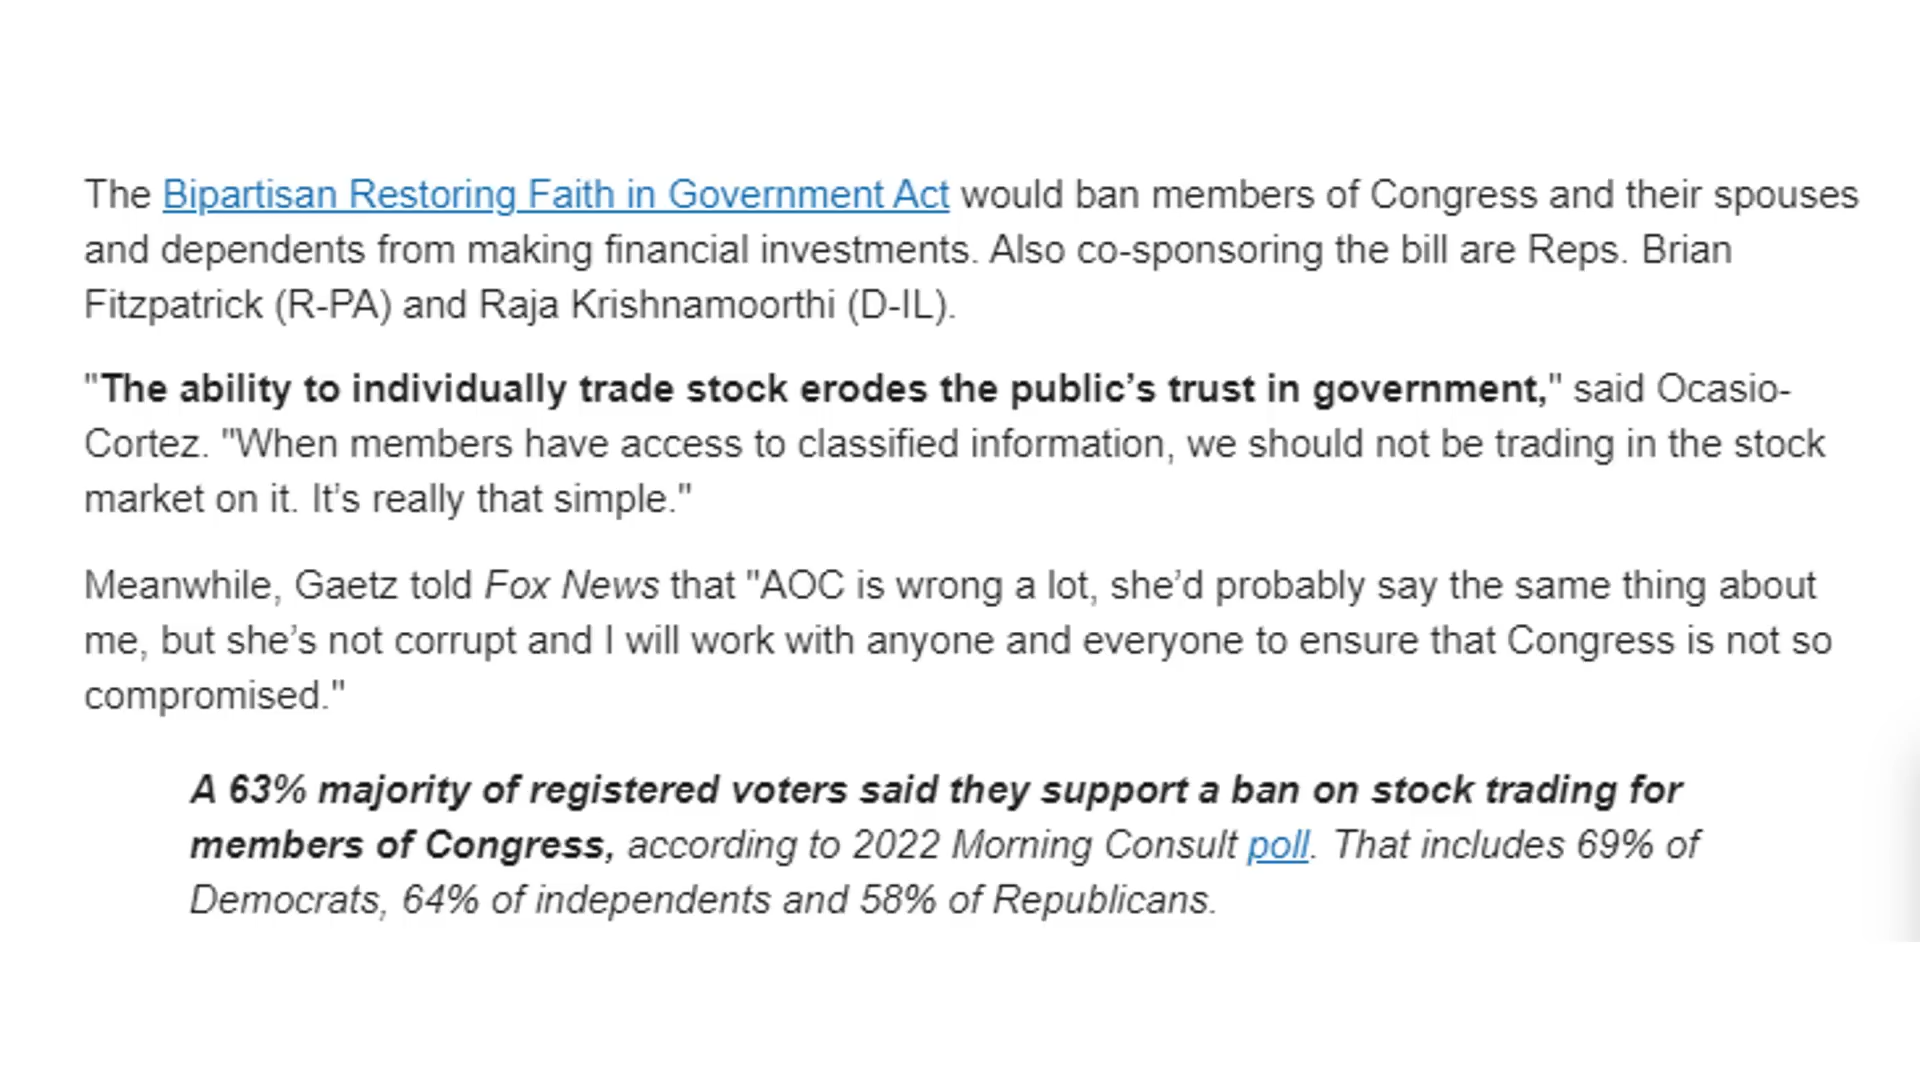 The Bipartisan Restoring Faith in Government Act would ban members of Congress and their spouses
and dependents from making financial investments. Also co-sponsoring the bill are Reps. Brian
Fitzpatrick (R-PA) and Raja Krishnamoorthi (D-IL).
"The ability to individually trade stock erodes the public’s trust in government," said Ocasio-
Cortez. "When members have access to classified information, we should not be trading in the stock
market on it. It’s really that simple."
Meanwhile, Gaetz told Fox News that "AOC is wrong a lot, she’d probably say the same thing about
me, but she’s not corrupt and I will work with anyone and everyone to ensure that Congress is not so
compromised."
A 63% majority of registered voters said they support a ban on stock trading for
members of Congress, according to 2022 Morning Consult poll. That includes 69% of
Democrats, 64% of independents and 58% of Republicans.